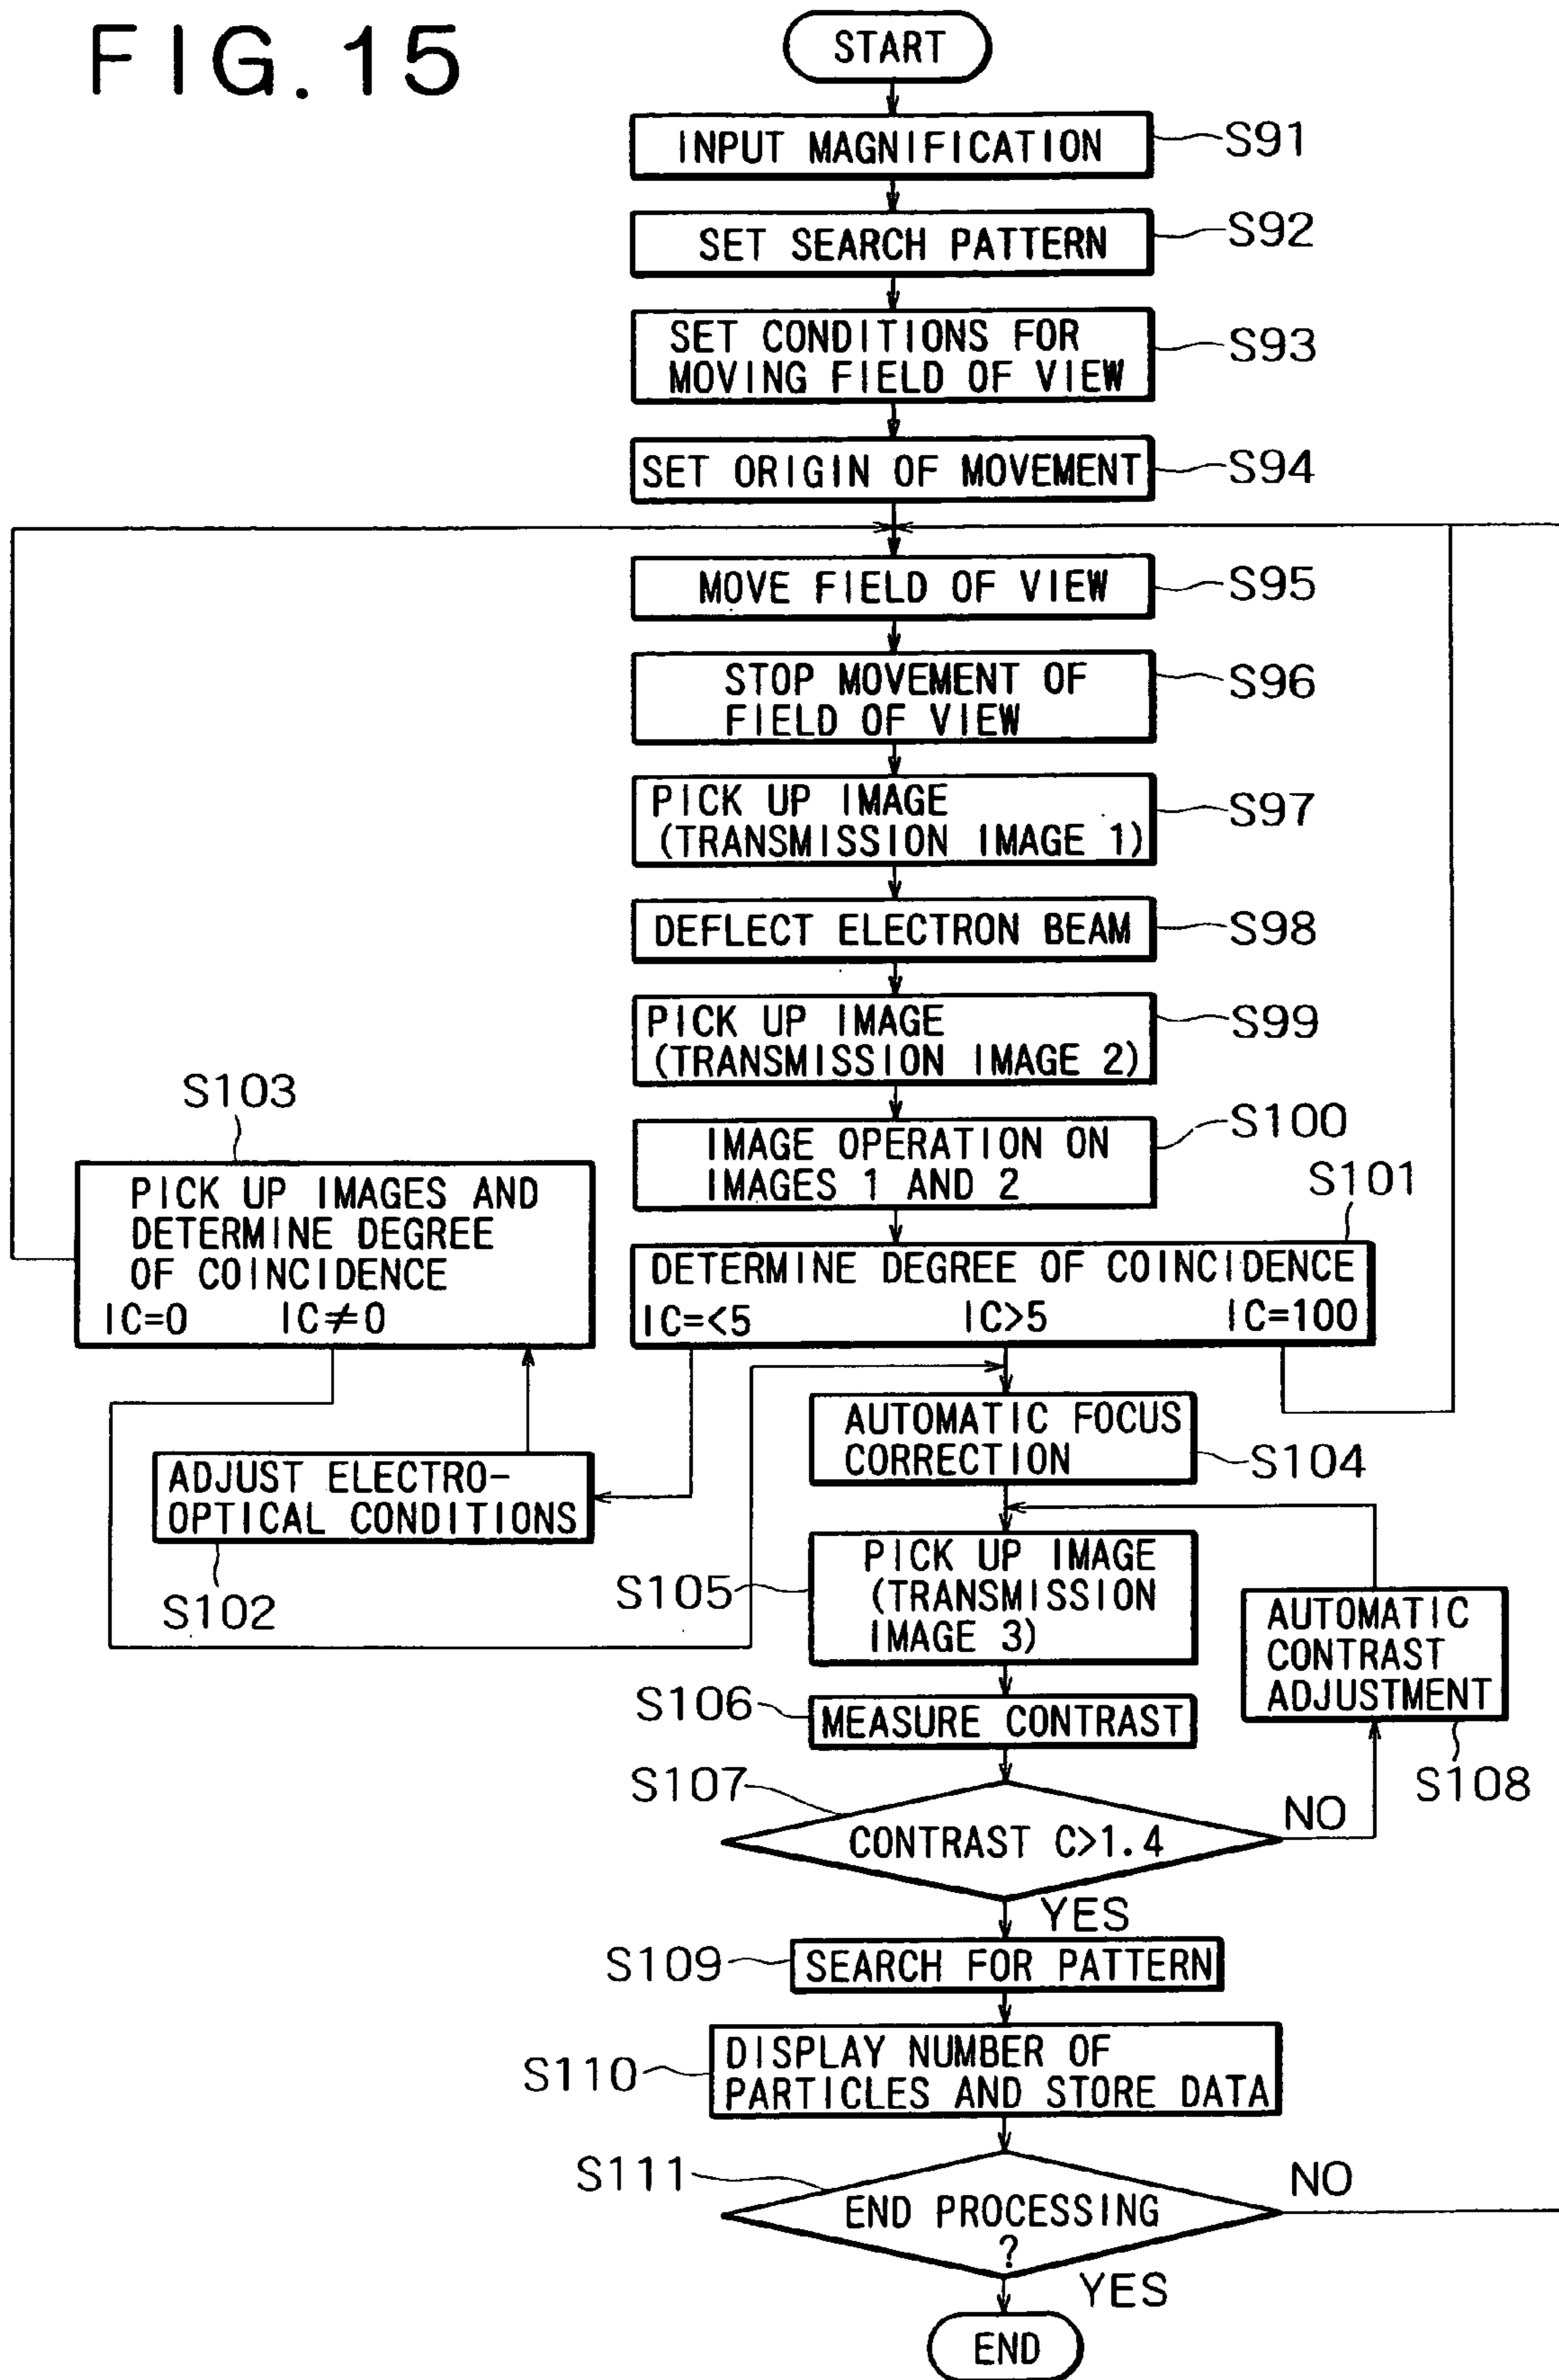 FIG.15
START
INPUT MAGNIFICATION
S91
SET SEARCH PATTERN
S92
SET CONDITIONS FOR
MOVING FIELD OF VIEW
S93
SET ORIGIN OF MOVEMENT
S94
MOVE FIELD OF VIEW
S95
STOP MOVEMENT OF
FIELD OF VIEW
S96
PICK UP IMAGE
(TRANSMISSION IMAGE 1)
S97
DEFLECT ELECTRON BEAM
S98
PICK UP IMAGE
(TRANSMISSION IMAGE 2)
S99
IMAGE OPERATION ON
IMAGES 1 AND 2
S100
S101
DETERMINE DEGREE OF COINCIDENCE
IC=<5 IC>5 IC=100
S103
PICK UP IMAGES AND
DETERMINE DEGREE
OF COINCIDENCE
IC=0 IC≠0
ADJUST ELECTRO-
OPTICAL CONDITIONS
S102
AUTOMATIC FOCUS
CORRECTION
S104
S105
PICK UP IMAGE
(TRANSMISSION
IMAGE 3)
AUTOMATIC
CONTRAST
ADJUSTMENT
S108
S106
MEASURE CONTRAST
S107
CONTRAST C>1.4
NO
YES
S109
SEARCH FOR PATTERN
S110
DISPLAY NUMBER OF
PARTICLES AND STORE DATA
S111
END PROCESSING
?
NO
YES
END